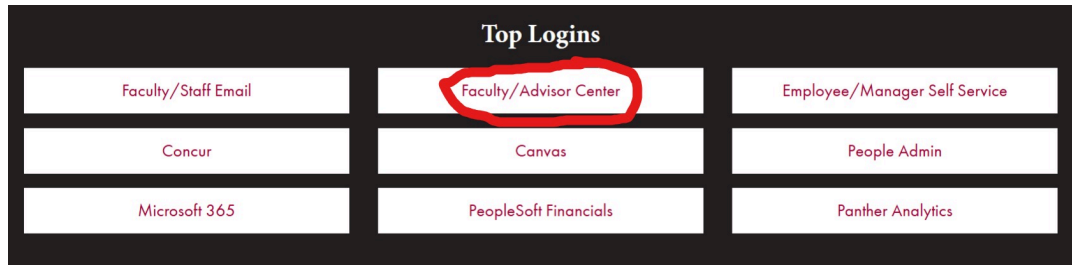 Top Logins
Faculty/Staff Email
Faculty/Advisor Center
Employee/Manager Self Service
Concur
Canvas
People Admin
Microsoft 365
PeopleSoft Financials
Panther Analytics